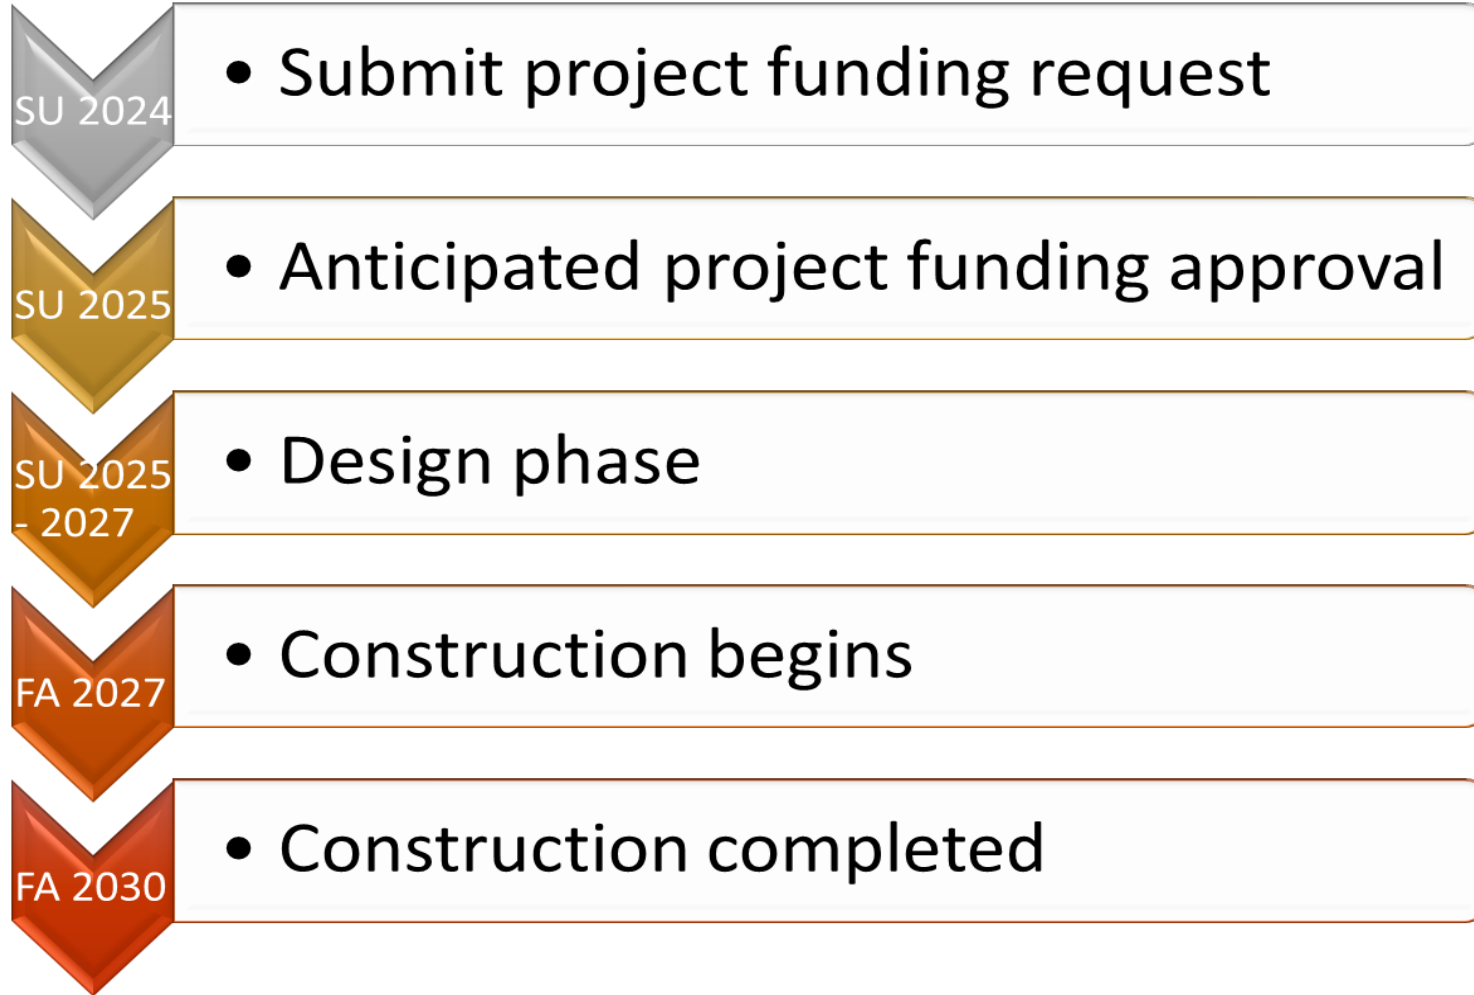 SU 2024
• Submit project funding request
SU 2025
• Anticipated project funding approval
SU 2025
- 2027
• Design phase
FA 2027
• Construction begins
FA 2030
• Construction completed